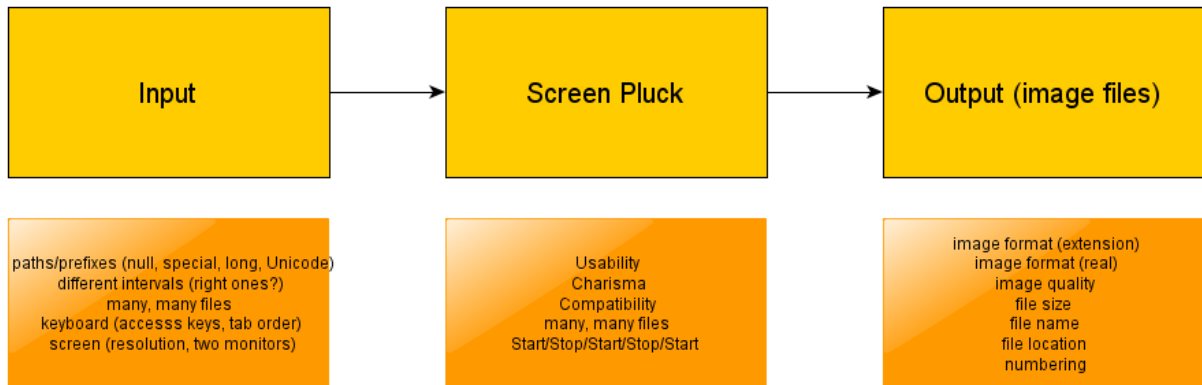 Input
Screen Pluck
Output (image files)
paths/prefixes (null, special, long, Unicode)
different intervals (right ones?)
many, many files
keyboard (accesss keys, tab order)
screen (resolution, two monitors)
Usability
Charisma
Compatibility
many, many files
Start/Stop/Start/Stop/Start
image format (extension)
image format (real)
image quality
file size
file name
file location
numbering